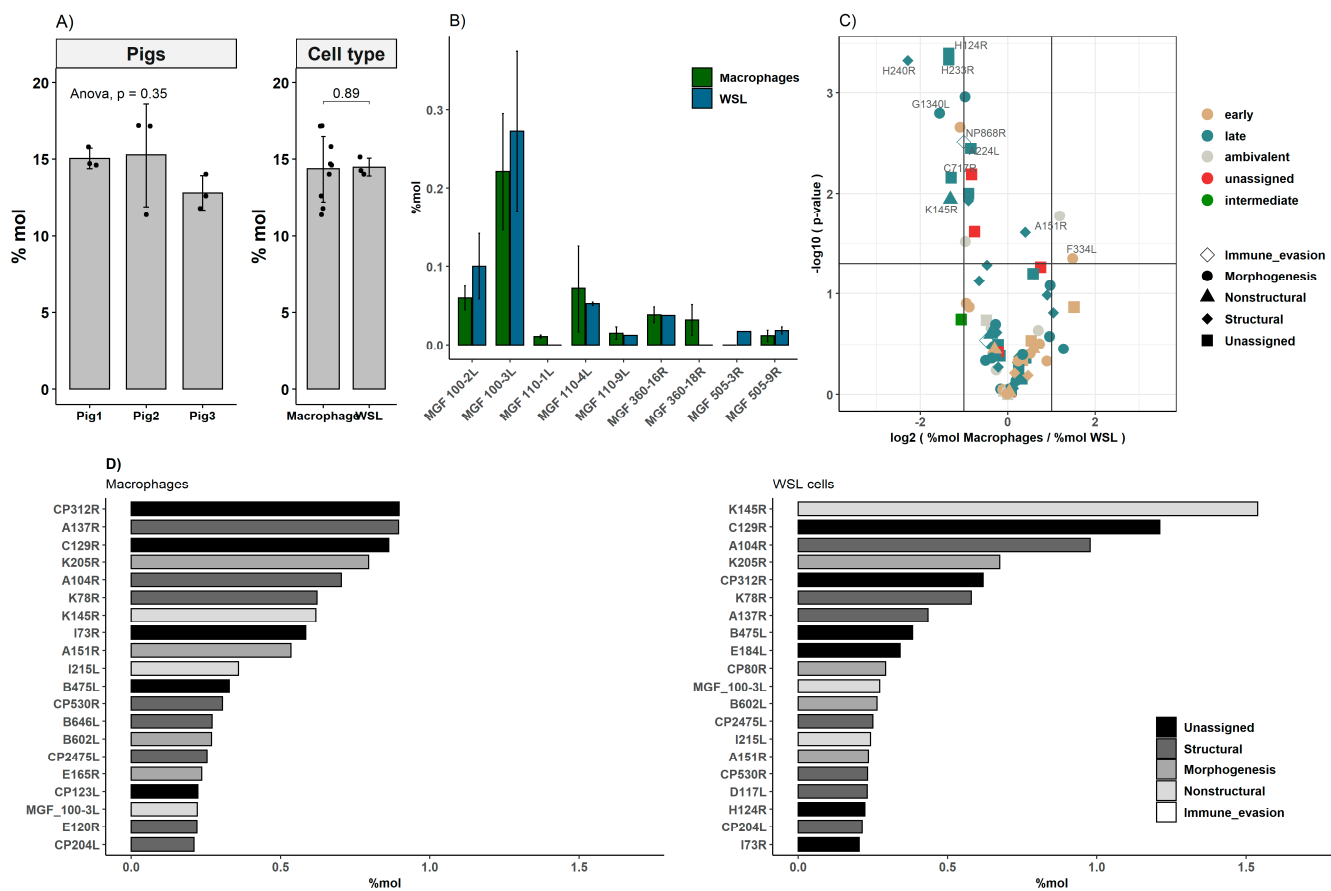 A)
Pigs
Cell type
20
15
10
5
0
% mol
Anova, p = 0.35
Pig1
Pig2
Pig3
20
15
10
5
0
% mol
0.89
Macrophage
WSL
B)
Macrophages
WSL
0.3
0.2
0.1
0.0
%mol
MGF 100-2L
MGF 100-3L
MGF 110-1L
MGF 110-4L
MGF 110-9L
MGF 360-16R
MGF 360-18R
MGF 505-3R
MGF 505-9R
C)
3
2
1
0
-log10 ( p-value )
H124R
H240R
H233R
G1340L
NP868R
A224L
C717R
K145R
A151R
F334L
-2
0
2
log2 ( %mol Macrophages / %mol WSL )
early
late
ambivalent
unassigned
intermediate
Immune_evasion
Morphogenesis
Nonstructural
Structural
Unassigned
D)
Macrophages
CP312R
A137R
C129R
K205R
A104R
K78R
K145R
I73R
A151R
I215L
B475L
CP530R
B646L
B602L
CP2475L
E165R
CP123L
MGF_100-3L
E120R
CP204L
0.0
0.5
1.0
1.5
%mol
WSL cells
K145R
C129R
A104R
K205R
CP312R
K78R
A137R
B475L
E184L
CP80R
MGF_100-3L
B602L
CP2475L
I215L
A151R
CP530R
D117L
H124R
CP204L
I73R
0.0
0.5
1.0
1.5
%mol
Unassigned
Structural
Morphogenesis
Nonstructural
Immune_evasion